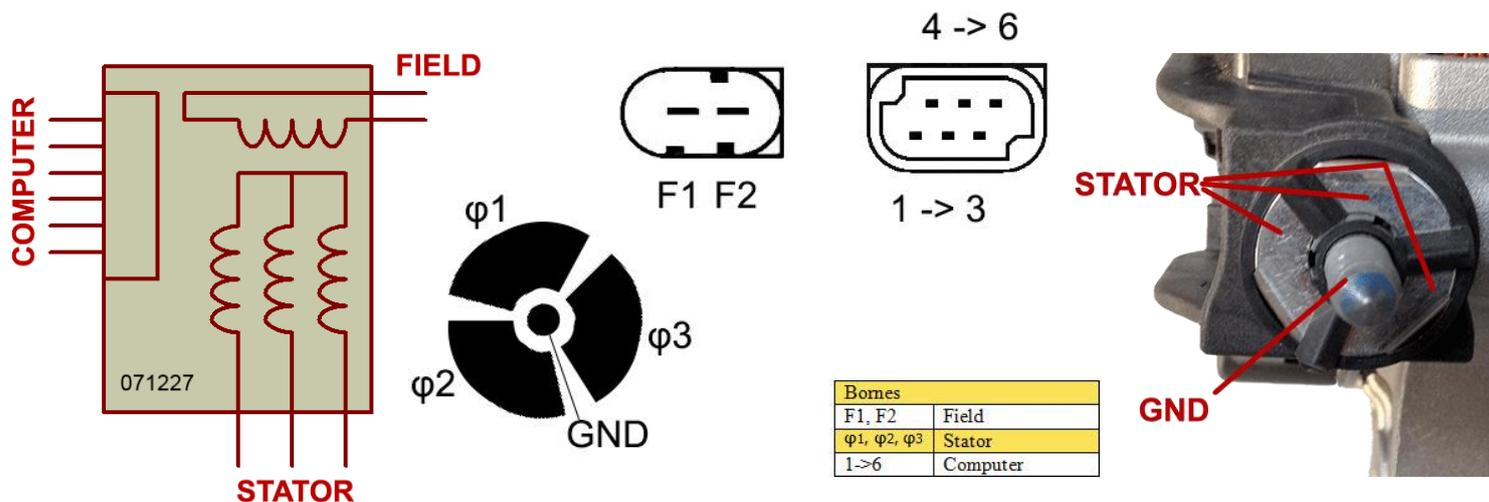 FIELD
COMPUTER
071227
STATOR
φ1
φ2
φ3
GND
F1 F2
4 -> 6
1 -> 3
Bornes
F1, F2 Field
φ1, φ2, φ3 Stator
1->6 Computer
STATOR
GND